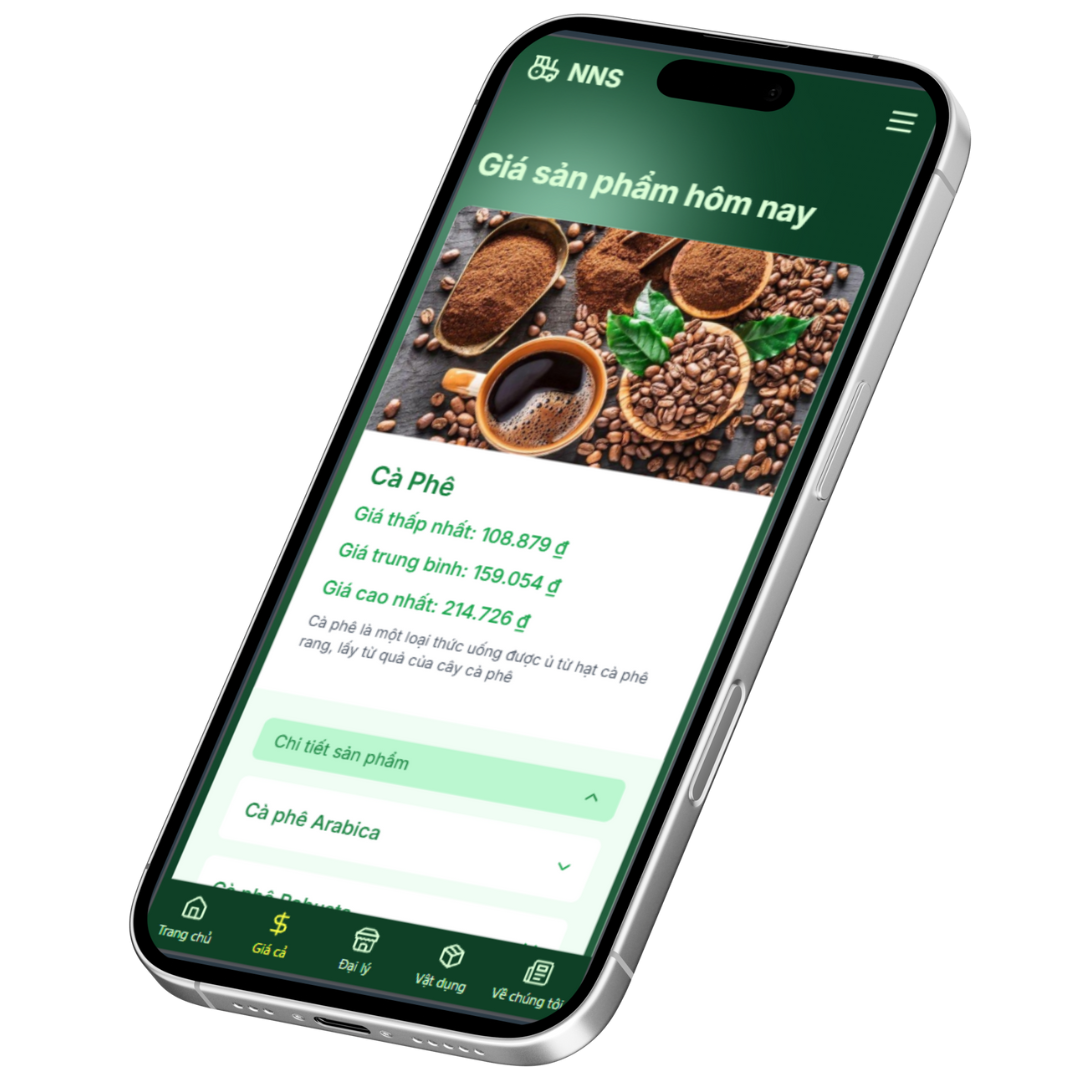 NNS
Giá sản phẩm hôm nay
Cà Phê
Giá thấp nhất: 108.879 ₫
Giá trung bình: 159.054 ₫
Giá cao nhất: 214.726 ₫
Cà phê là một loại thức uống được ủ từ hạt cà phê
rang, lấy từ quả của cây cà phê
Chi tiết sản phẩm
Cà phê Arabica
Cà phê Robusta
Trang chủ
Giá cả
Đại lý
Vật dụng
Về chúng tôi